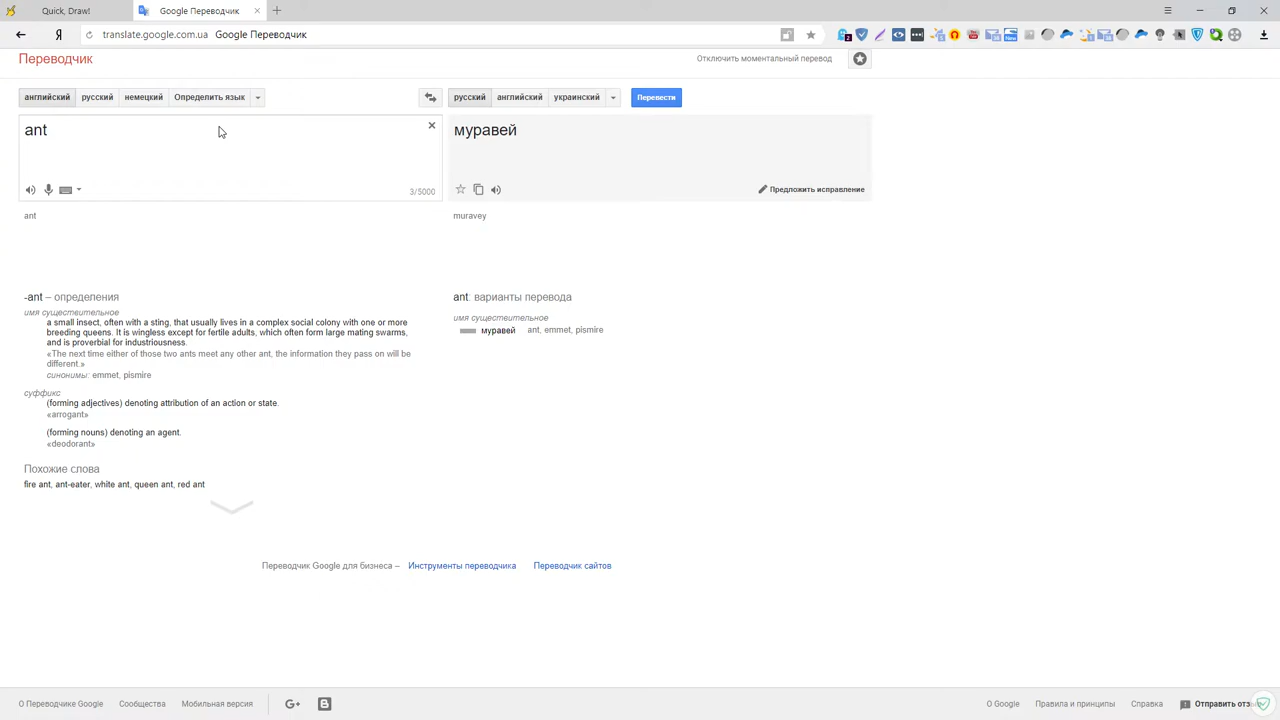 Quick, Draw!
Google Переводчик
Я
translate.google.com.ua Google Переводчик
Переводчик
Отключить моментальный перевод
английский русский немецкий Определить язык
русский английский украинский Перевести
ant
муравей
3/5000
Предложить исправление
ant
muravey
-ant – определения
имя существительное
a small insect, often with a sting, that usually lives in a complex social colony with one or more
breeding queens. It is wingless except for fertile adults, which often form large mating swarms,
and is proverbial for industriousness.
«The next time either of those two ants meet any other ant, the information they pass on will be
different.»
синонимы: emmet, pismire
суффикс
(forming adjectives) denoting attribution of an action or state.
«arrogant»
(forming nouns) denoting an agent.
«deodorant»
Похожие слова
fire ant, ant-eater, white ant, queen ant, red ant
ant: варианты перевода
имя существительное
муравей ant, emmet, pismire
Переводчик Google для бизнеса – Инструменты переводчика Переводчик сайтов
О Переводчике Google Сообщества Мобильная версия G+
О Google Правила и принципы Справка Отправить